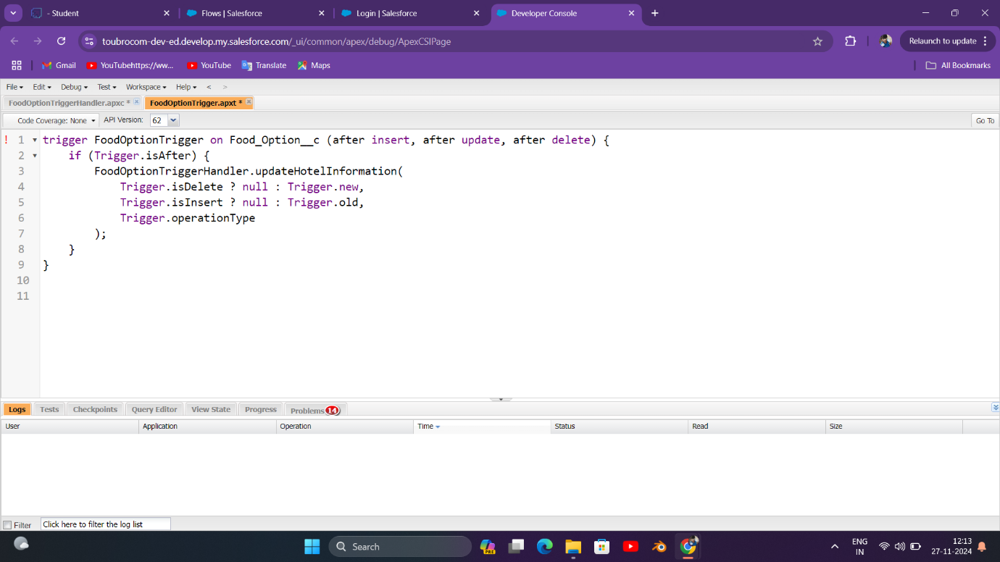 - Student
Flows | Salesforce
Login | Salesforce
Developer Console
toubrocom-dev-ed.develop.my.salesforce.com/_ui/common/apex/debug/ApexCSIPage
Relaunch to update
Gmail
YouTubehttps://ww...
YouTube
Translate
Maps
All Bookmarks
File Edit Debug Test Workspace Help < >
FoodOptionTriggerHandler.apxc *
FoodOptionTrigger.apxt *
Code Coverage: None
API Version: 62
Go To
! 1 trigger FoodOptionTrigger on Food_Option__c (after insert, after update, after delete) {
2 if (Trigger.isAfter) {
3 FoodOptionTriggerHandler.updateHotelInformation(
4 Trigger.isDelete ? null : Trigger.new,
5 Trigger.isInsert ? null : Trigger.old,
6 Trigger.operationType
7 );
8 }
9 }
10
11
Logs Tests Checkpoints Query Editor View State Progress Problems 14
User Application Operation Time Status Read Size
Filter Click here to filter the log list
Search
PRE
ENG
IN
12:13
27-11-2024